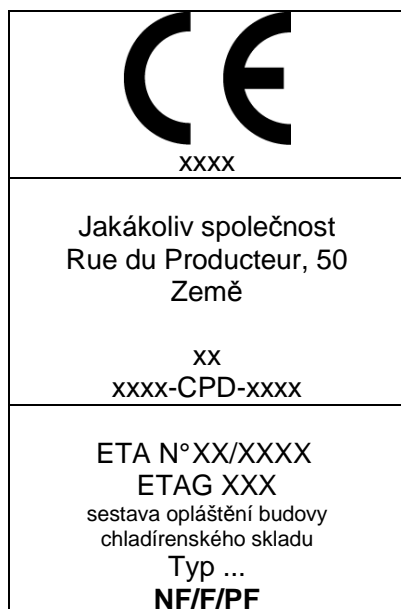 CE
xxxx
Jakákoliv společnost
Rue du Producteur, 50
Země
xx
xxxx-CPD-xxxx
ETA N°XX/XXXX
ETAG XXX
sestava opláštění budovy
chladírenského skladu
Typ ...
NF/F/PF